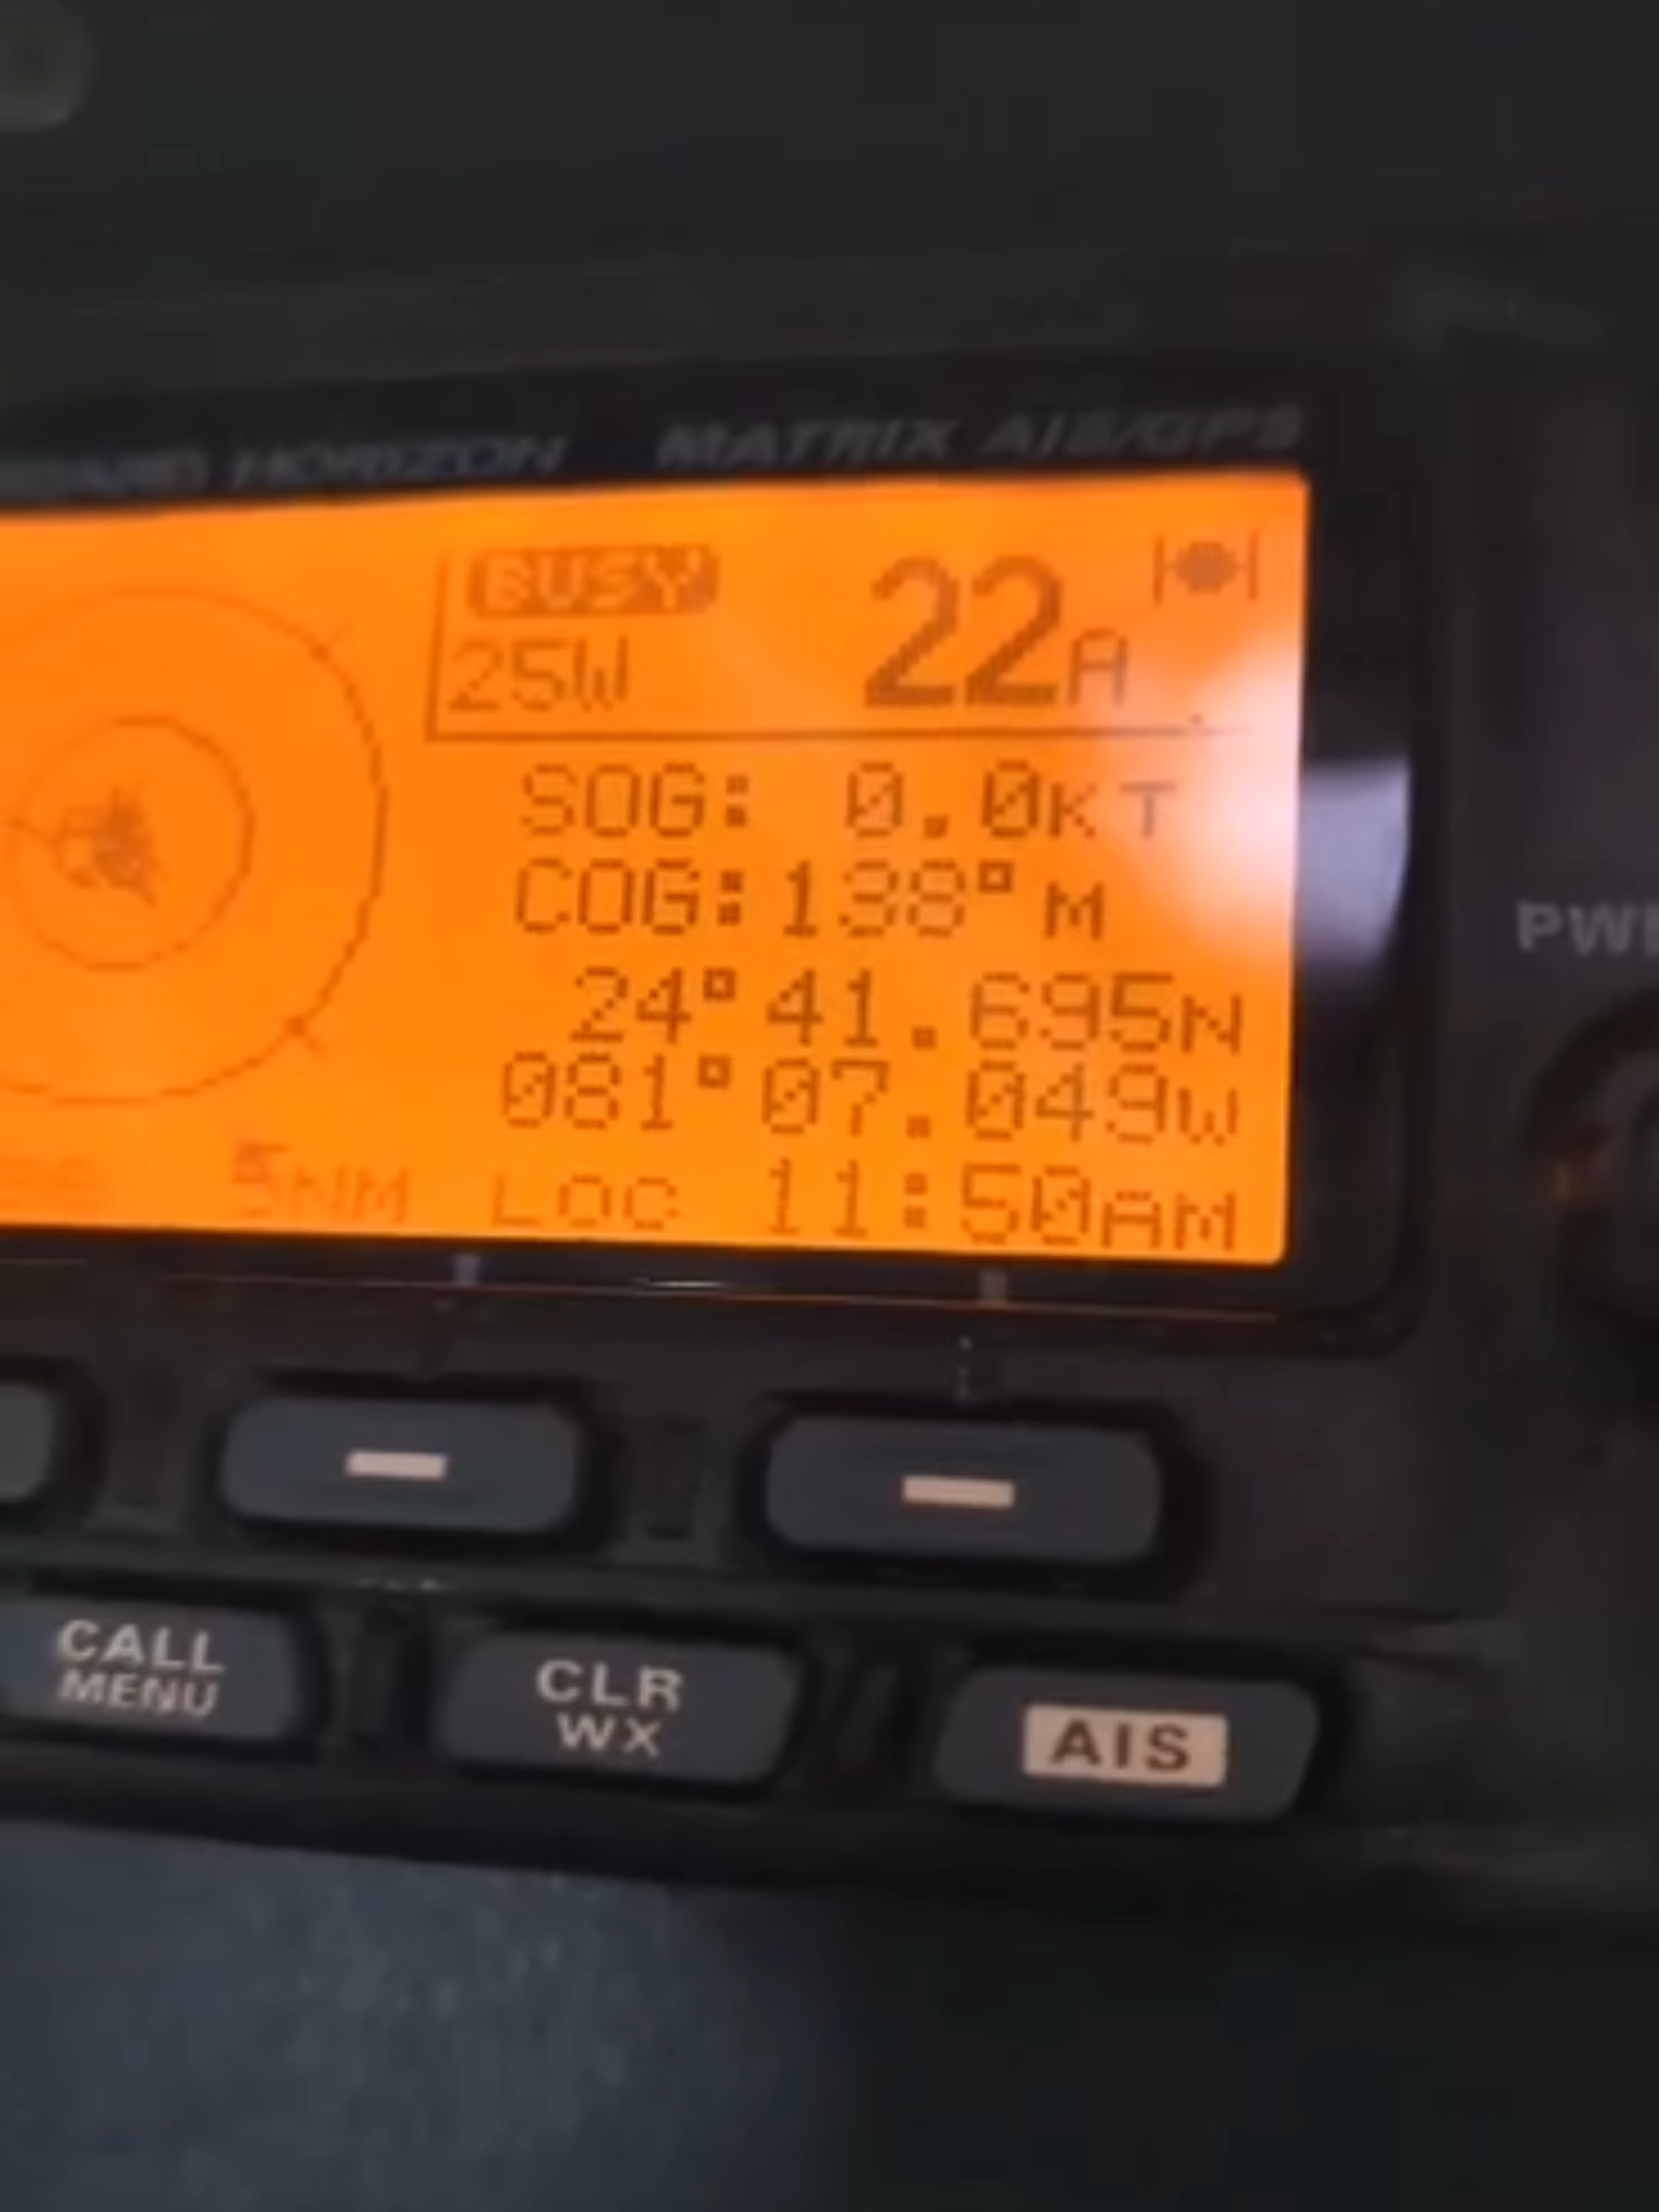 HORIZON MATRIX AIS/GPS
BUSY 22A
25W
SOG: 0.0KT
COG:138° M
24°41.695N
081°07.049W
5NM LOC 11:50AM
CALL
MENU
CLR
WX
AIS